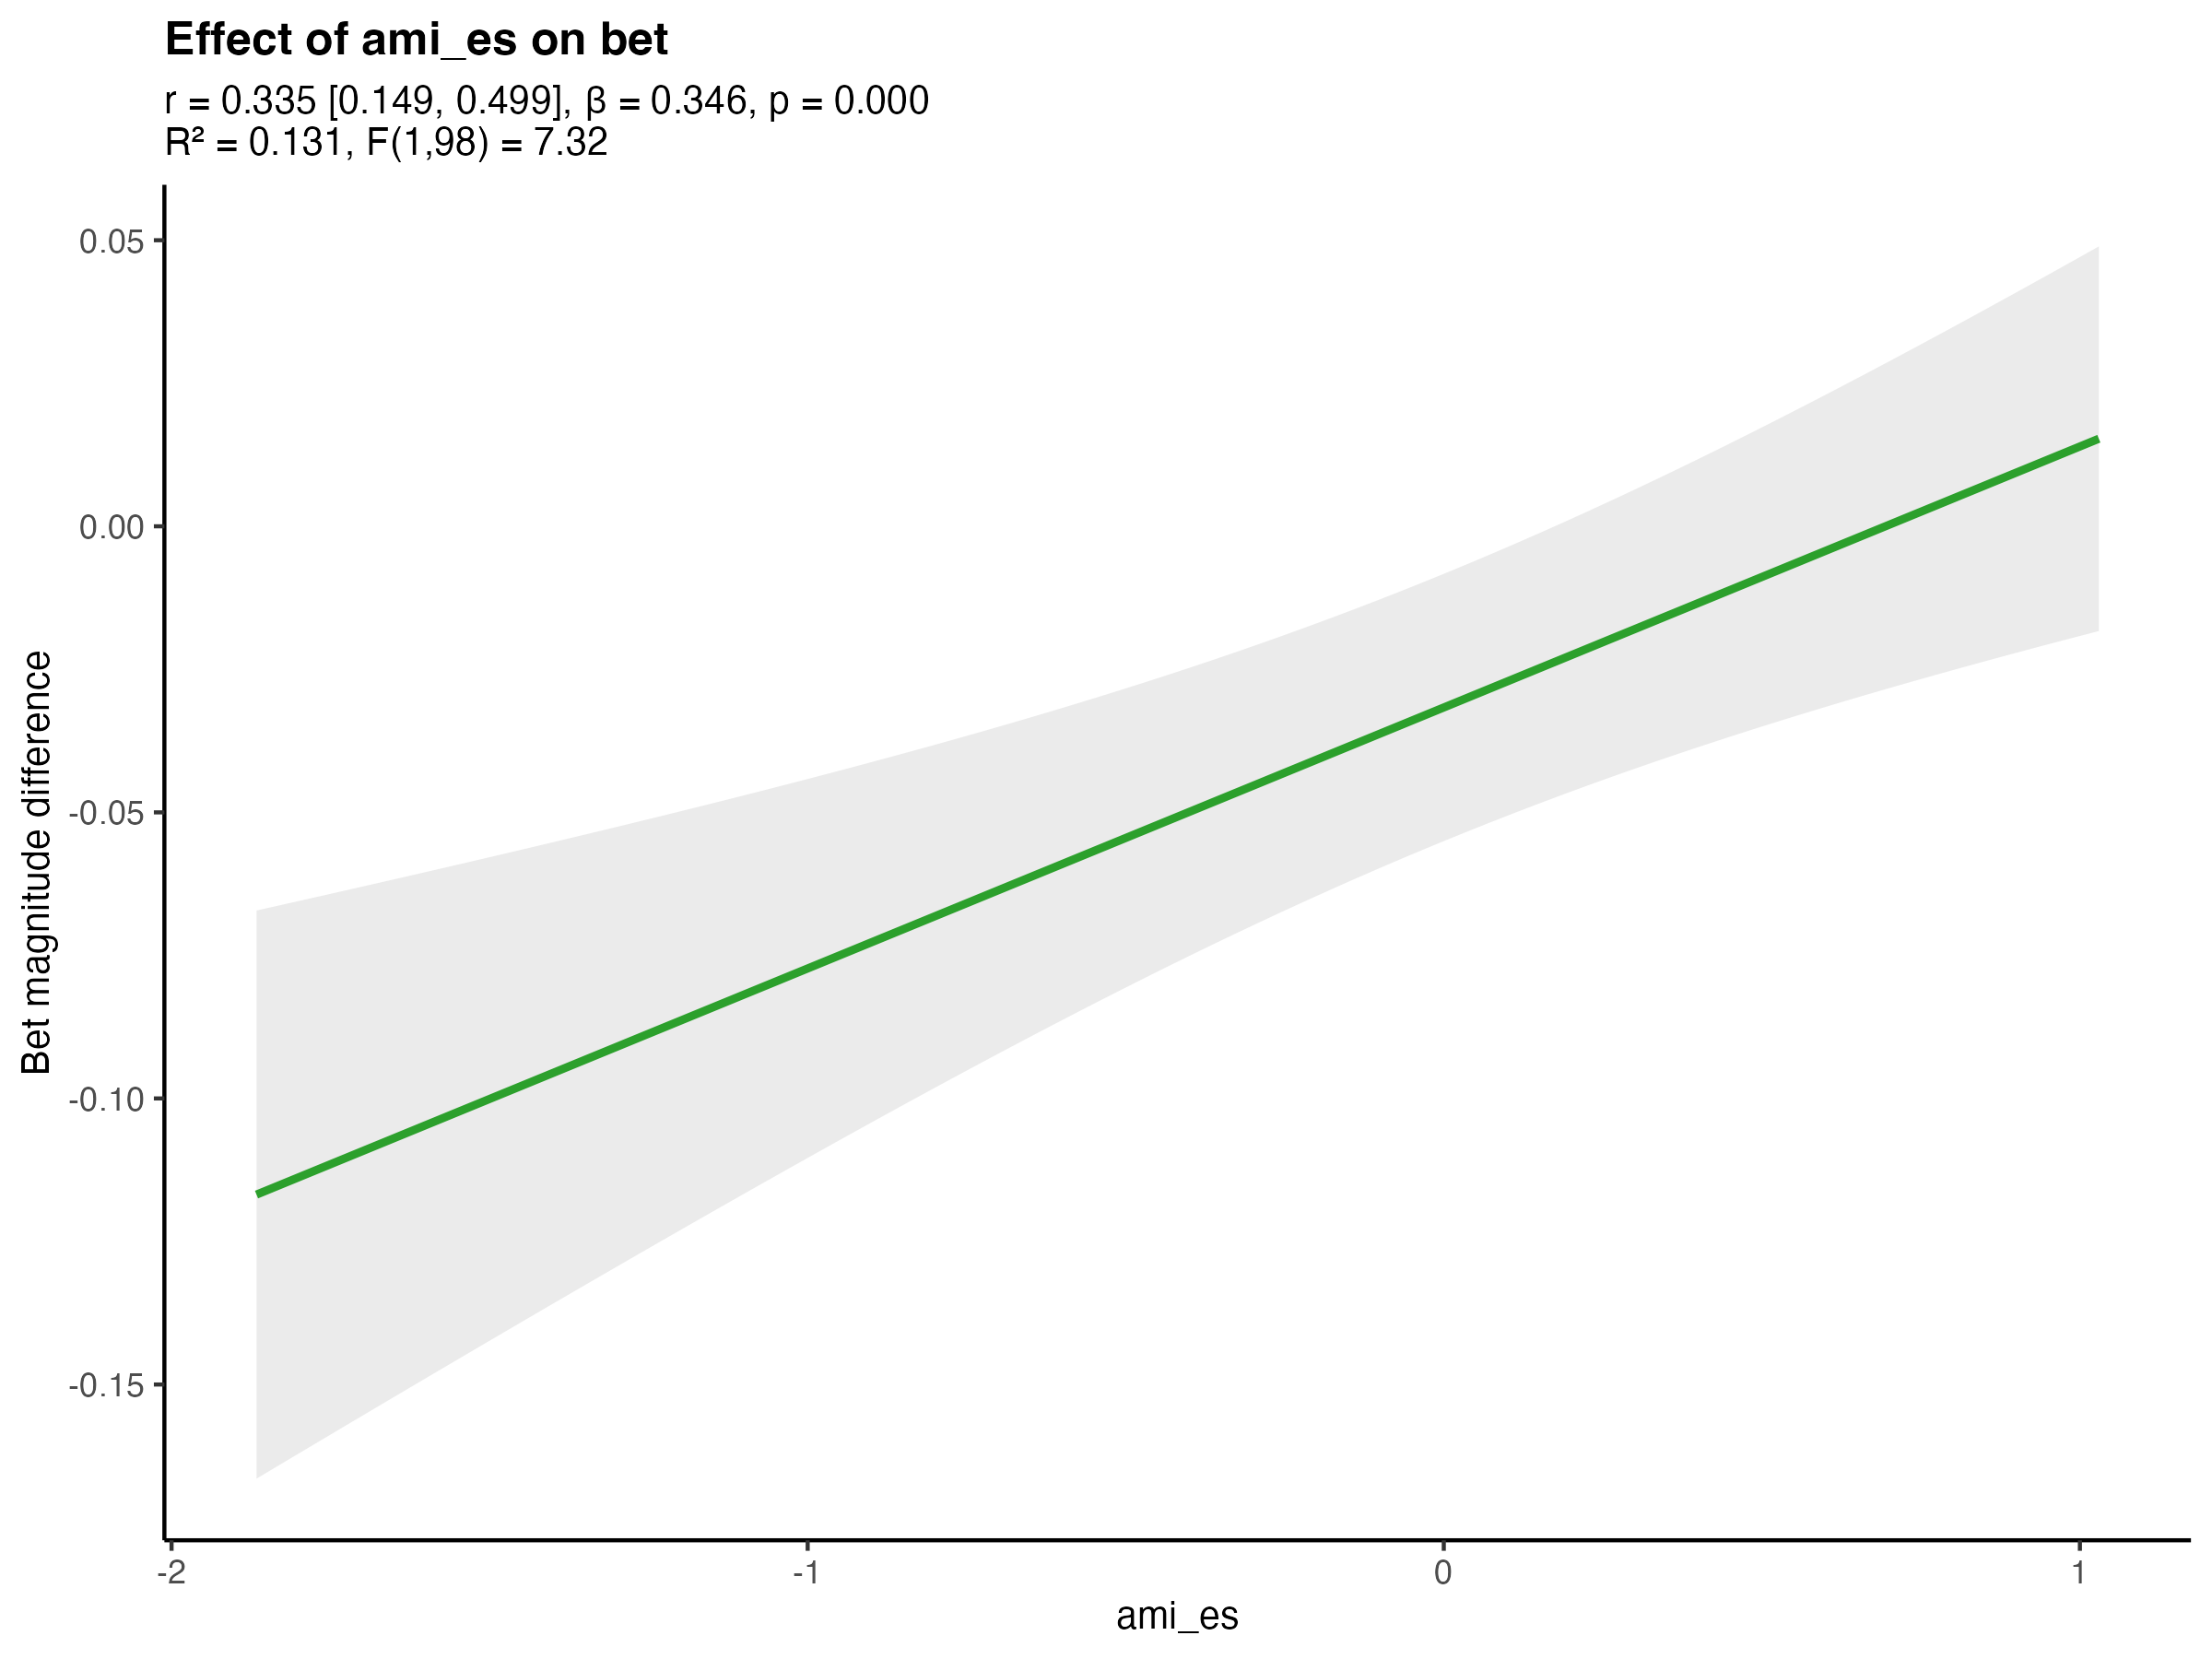 Effect of ami_es on bet
r = 0.335 [0.149, 0.499], β = 0.346, p = 0.000
R² = 0.131, F(1,98) = 7.32
Bet magnitude difference
0.05
0.00
-0.05
-0.10
-0.15
-2
-1
0
1
ami_es